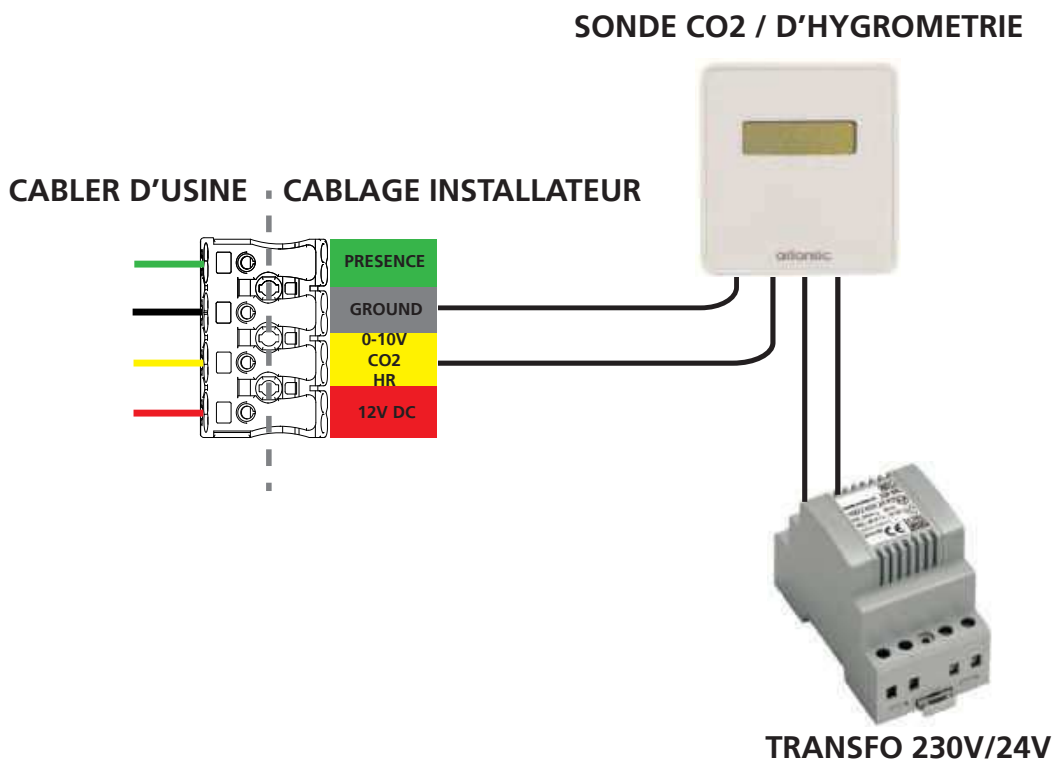 SONDE CO2 / D'HYGROMETRIE
CABLER D’USINE
CABLAGE INSTALLATEUR
PRESENCE
GROUND
0-10V
CO2
HR
12V DC
atlantic
TRANSFO 230V/24V